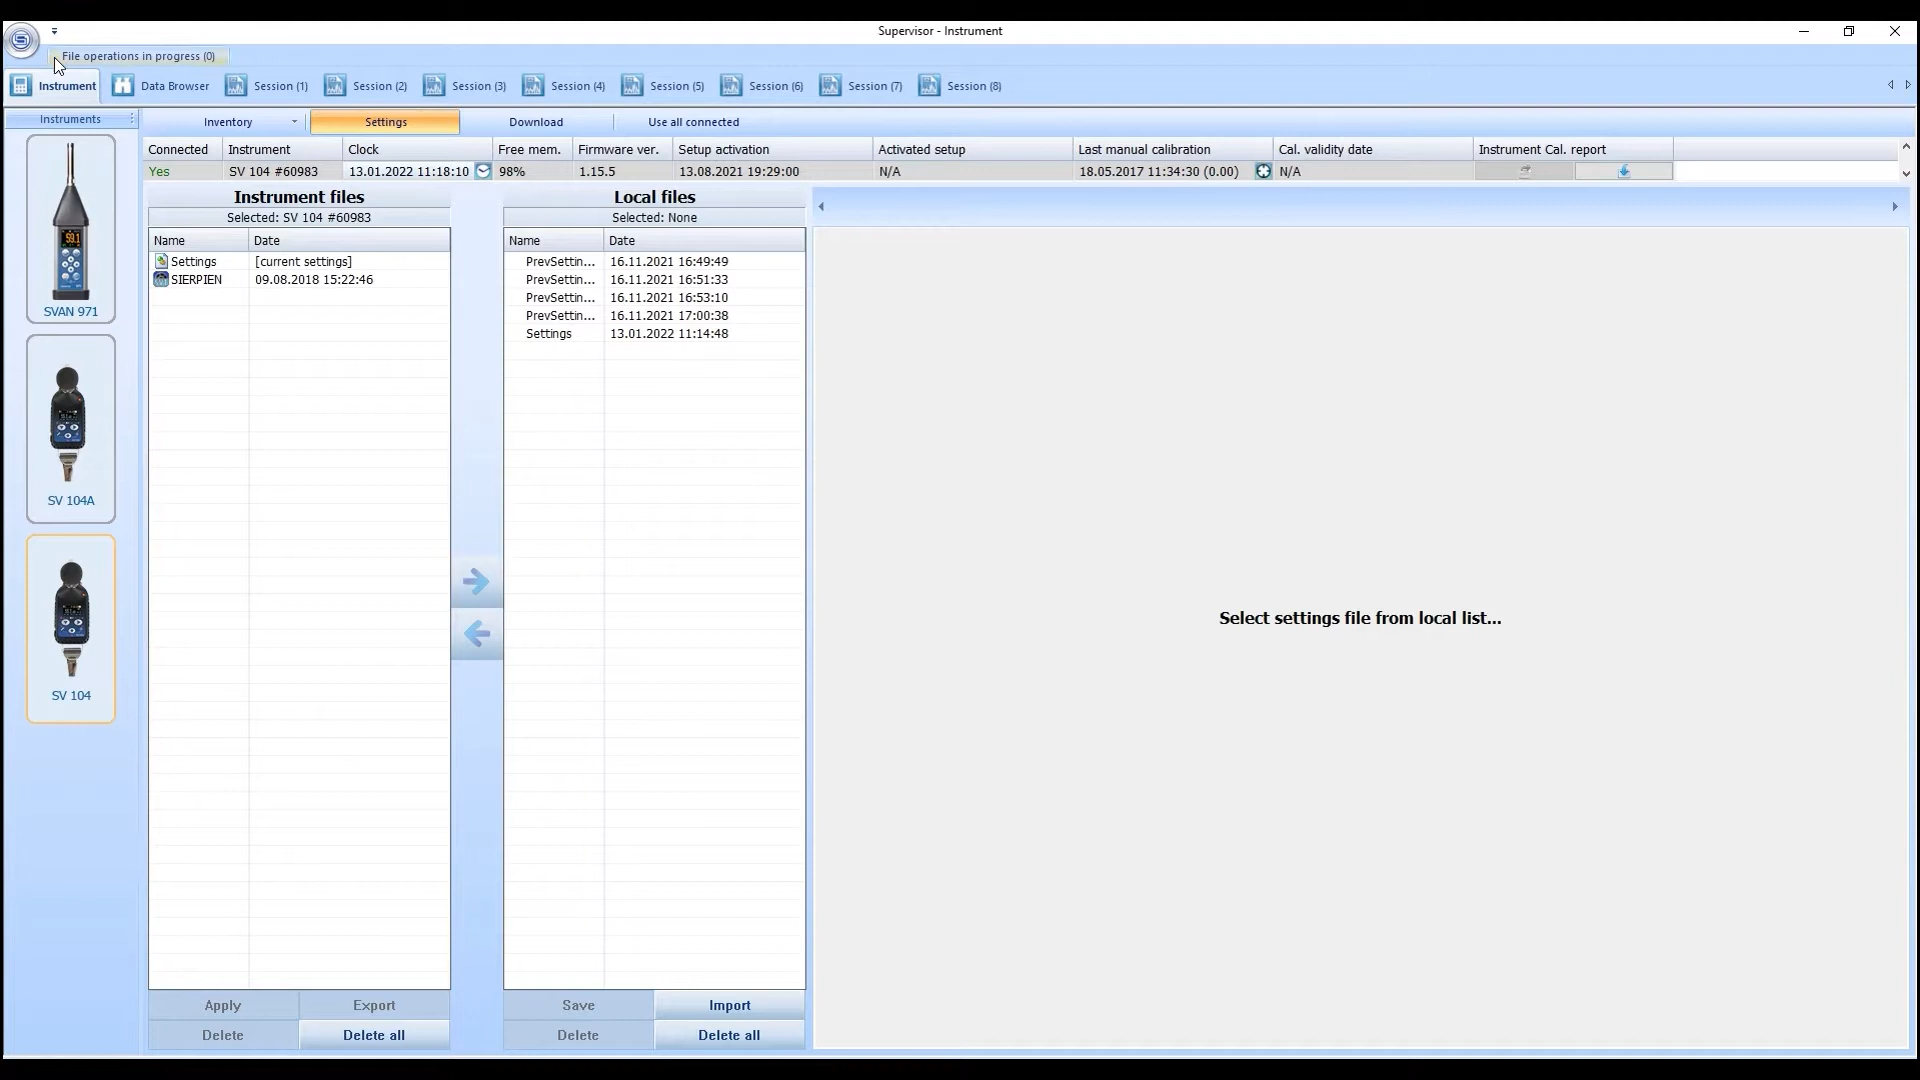 Supervisor - Instrument
File operations in progress (0)
Instrument Data Browser Session (1) Session (2) Session (3) Session (4) Session (5) Session (6) Session (7) Session (8)
Instruments Inventory Settings Download Use all connected
Connected Instrument Clock Free mem. Firmware ver. Setup activation Activated setup Last manual calibration Cal. validity date Instrument Cal. report
Yes SV 104 #60983 13.01.2022 11:18:10 98% 1.15.5 13.08.2021 19:29:00 N/A 18.05.2017 11:34:30 (0.00) N/A
Instrument files Local files
Selected: SV 104 #60983 Selected: None
Name Date Name Date
Settings [current settings] PrevSettin... 16.11.2021 16:49:49
SIERPIEN 09.08.2018 15:22:46 PrevSettin... 16.11.2021 16:51:33
PrevSettin... 16.11.2021 16:53:10
SVAN 971 PrevSettin... 16.11.2021 17:00:38
Settings 13.01.2022 11:14:48
SV 104A
Select settings file from local list...
SV 104
Apply Export Save Import
Delete Delete all Delete Delete all